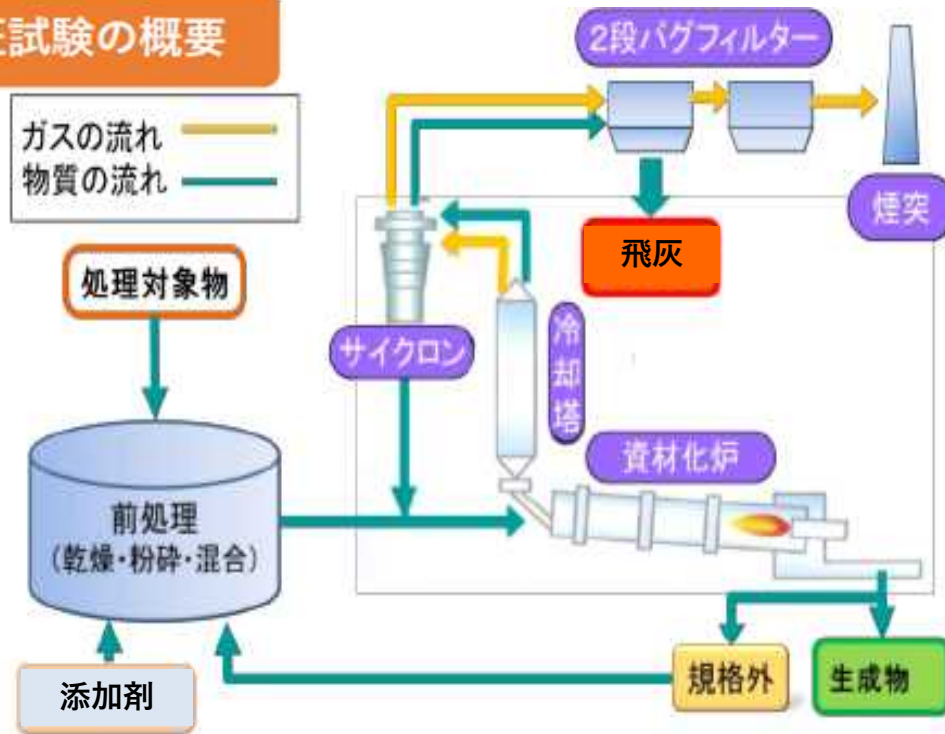 試験の概要
ガスの流れ
物質の流れ
2段バグフィルター
煙突
飛灰
処理対象物
サイクロン
冷却塔
資材化炉
前処理
(乾燥・粉砕・混合)
添加剤
規格外
生成物